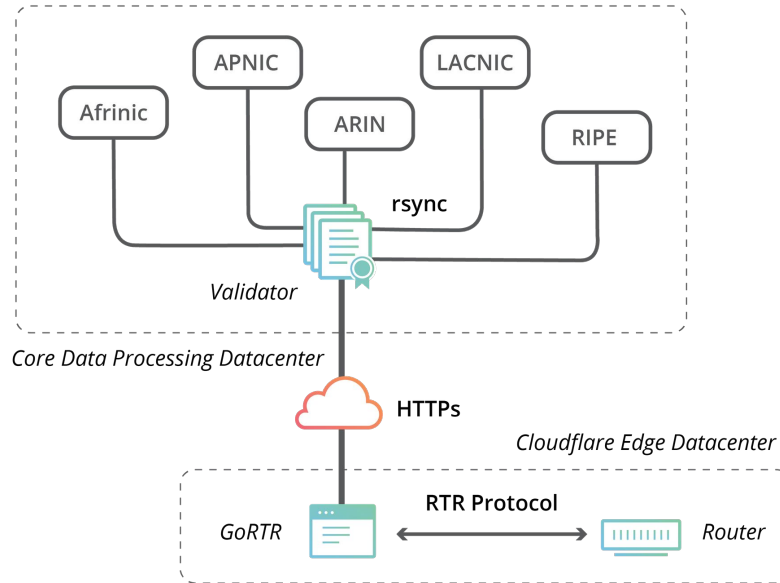 APNIC
LACNIC
Afrinic
ARIN
RIPE
rsync
Validator
Core Data Processing Datacenter
HTTPs
Cloudflare Edge Datacenter
RTR Protocol
GoRTR
Router